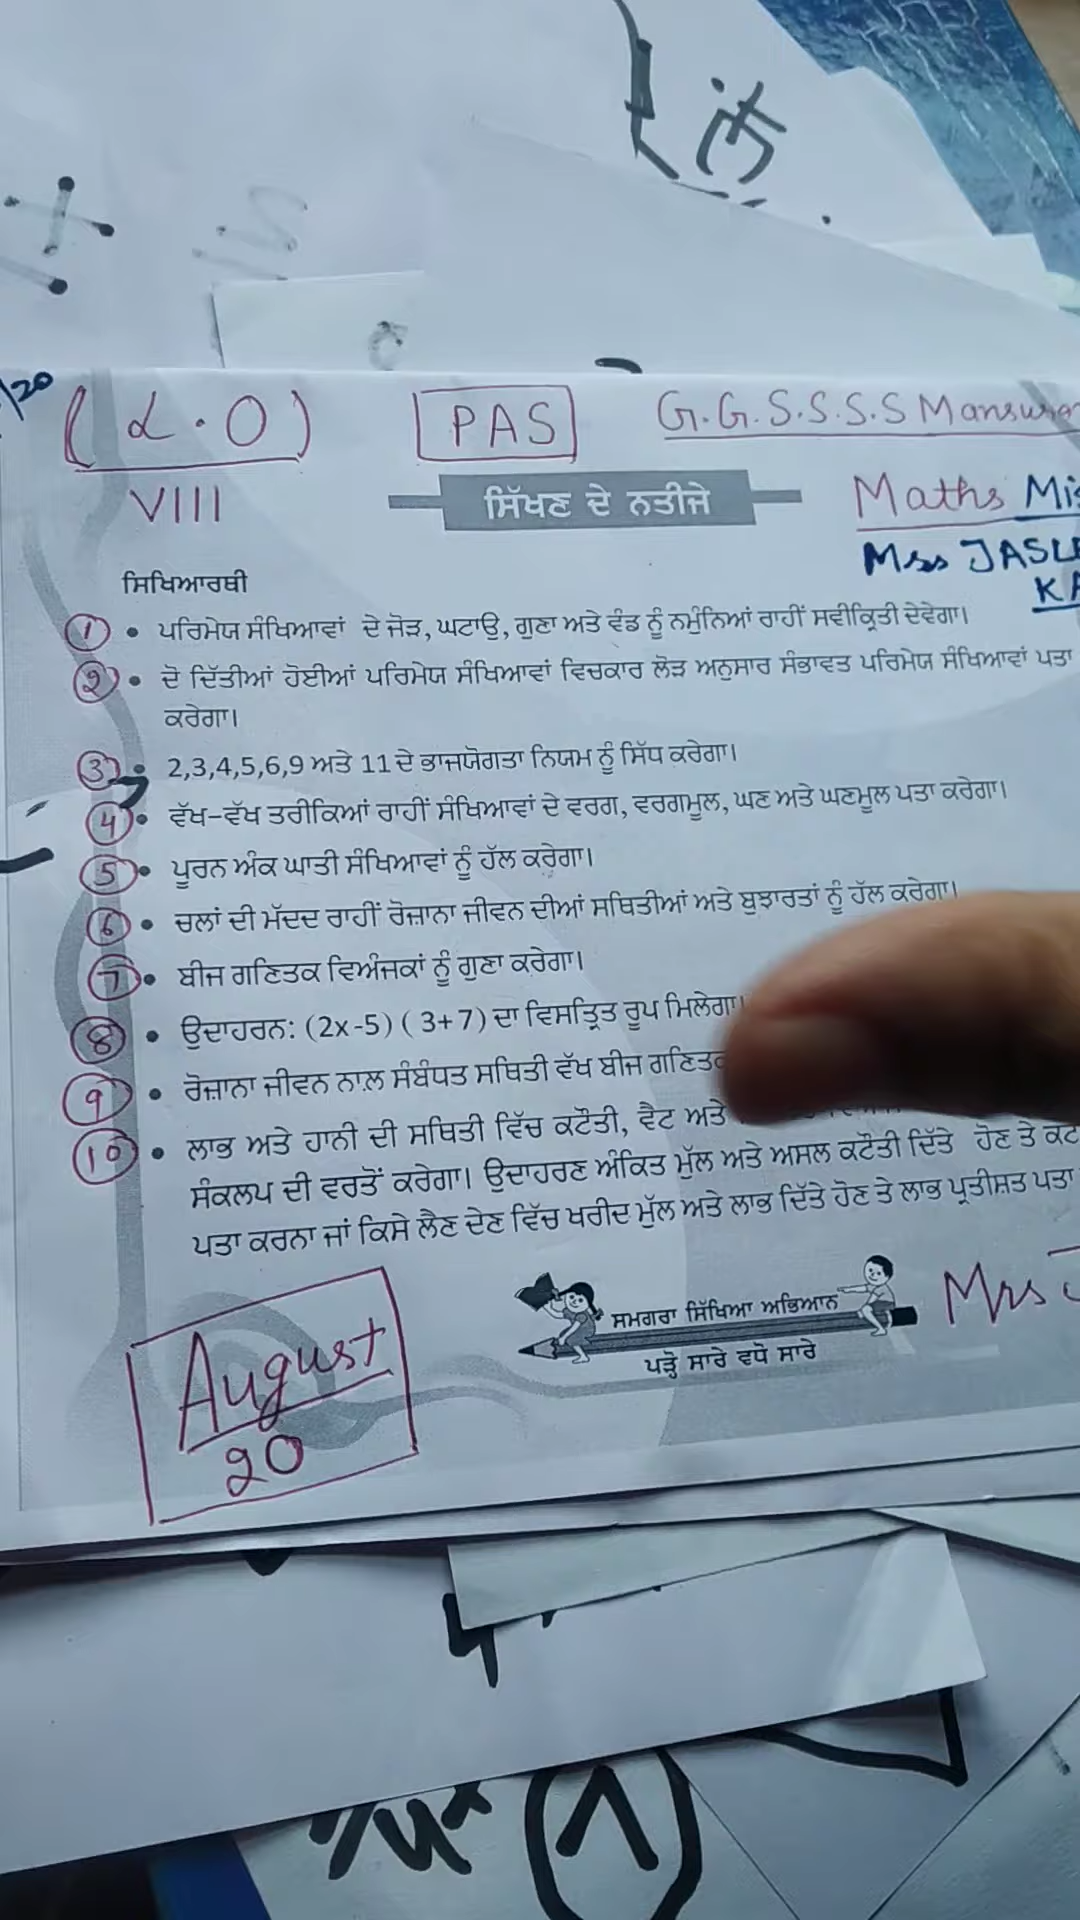 /20
(L.O) PAS G.G.S.S.S.S
VIII ਸਿੱਖਣ ਦੇ ਨਤੀਜੇ Maths
Mrs
ਸਿਖਿਆਰਥੀ
1 • ਪਰਿਮੇਯ ਸੰਖਿਆਵਾਂ ਦੇ ਜੋੜ, ਘਟਾਉ, ਗੁਣਾ ਅਤੇ ਵੰਡ ਨੂੰ ਨਮੁੰਨਿਆਂ ਰਾਹੀਂ ਸਵੀਕ੍ਰਿਤੀ ਦੇਵੇਗਾ।
2 • ਦੋ ਦਿੱਤੀਆਂ ਹੋਈਆਂ ਪਰਿਮੇਯ ਸੰਖਿਆਵਾਂ ਵਿਚਕਾਰ ਲੋੜ ਅਨੁਸਾਰ ਸੰਭਾਵਤ ਪਰਿਮੇਯ ਸੰਖਿਆਵਾਂ ਪਤਾ
ਕਰੇਗਾ।
3 • 2,3,4,5,6,9 ਅਤੇ 11 ਦੇ ਭਾਜਯੋਗਤਾ ਨਿਯਮ ਨੂੰ ਸਿੱਧ ਕਰੇਗਾ।
4 • ਵੱਖ-ਵੱਖ ਤਰੀਕਿਆਂ ਰਾਹੀਂ ਸੰਖਿਆਵਾਂ ਦੇ ਵਰਗ, ਵਰਗਮੂਲ, ਘਣ ਅਤੇ ਘਣਮੂਲ ਪਤਾ ਕਰੇਗਾ।
5 • ਪੂਰਨ ਅੰਕ ਘਾਤੀ ਸੰਖਿਆਵਾਂ ਨੂੰ ਹੱਲ ਕਰੇਗਾ।
6 • ਚਲਾਂ ਦੀ ਮੱਦਦ ਰਾਹੀਂ ਰੋਜ਼ਾਨਾ ਜੀਵਨ ਦੀਆਂ ਸਥਿਤੀਆਂ ਅਤੇ ਬੁਝਾਰਤਾਂ ਨੂੰ ਹੱਲ ਕਰੇਗਾ।
7 • ਬੀਜ ਗਣਿਤਕ ਵਿਅੰਜਕਾਂ ਨੂੰ ਗੁਣਾ ਕਰੇਗਾ।
8 • ਉਦਾਹਰਨ: (2x-5) (3+7) ਦਾ ਵਿਸਤ੍ਰਿਤ ਰੂਪ ਮਿਲੇਗਾ।
9 • ਰੋਜ਼ਾਨਾ ਜੀਵਨ ਨਾਲ ਸੰਬੰਧਤ ਸਥਿਤੀ ਵੱਖ ਬੀਜ ਗਣਿਤਕ
10 • ਲਾਭ ਅਤੇ ਹਾਨੀ ਦੀ ਸਥਿਤੀ ਵਿੱਚ ਕਟੌਤੀ, ਵੈਟ ਅਤੇ
ਸੰਕਲਪ ਦੀ ਵਰਤੋਂ ਕਰੇਗਾ। ਉਦਾਹਰਣ ਅੰਕਿਤ ਮੁੱਲ ਅਤੇ ਅਸਲ ਕਟੌਤੀ ਦਿੱਤੇ ਹੋਣ ਤੇ
ਪਤਾ ਕਰਨਾ ਜਾਂ ਕਿਸੇ ਲੈਣ ਦੇਣ ਵਿੱਚ ਖਰੀਦ ਮੁੱਲ ਅਤੇ ਲਾਭ ਦਿੱਤੇ ਹੋਣ ਤੇ ਲਾਭ ਪ੍ਰਤੀਸ਼ਤ ਪਤਾ
Mrs
ਸਮਗਰਾ ਸਿੱਖਿਆ ਅਭਿਆਨ
ਪੜ੍ਹੋ ਸਾਰੇ ਵਧੋ ਸਾਰੇ
August
20
4